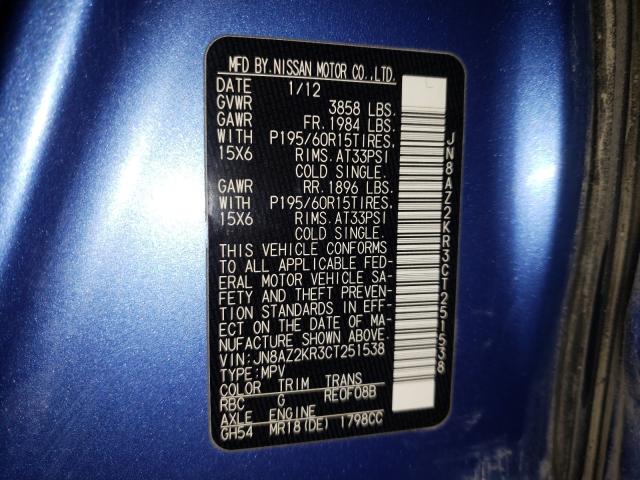 MFD BY.NISSAN MOTOR CO.,LTD.
DATE 1/12
GVWR 3858 LBS.
GAWR FR. 1984 LBS.
WITH P195/60R15TIRES,
15X6 RIMS. AT33PSI
COLD SINGLE.
GAWR RR. 1896 LBS.
WITH P195/60R15TIRES,
15X6 RIMS. AT33PSI
COLD SINGLE.
THIS VEHICLE CONFORMS
TO ALL APPLICABLE FED-
ERAL MOTOR VEHICLE SA-
FETY AND THEFT PREVEN-
TION STANDARDS IN EFF-
ECT ON THE DATE OF MA-
NUFACTURE SHOWN ABOVE.
VIN: JN8AZ2KR3CT251538
TYPE: MPV
COLOR TRIM TRANS
RBC G RE0F08B
AXLE ENGINE
GH54 MR18(DE) 1798CC
JN8AZ2KR3CT251538